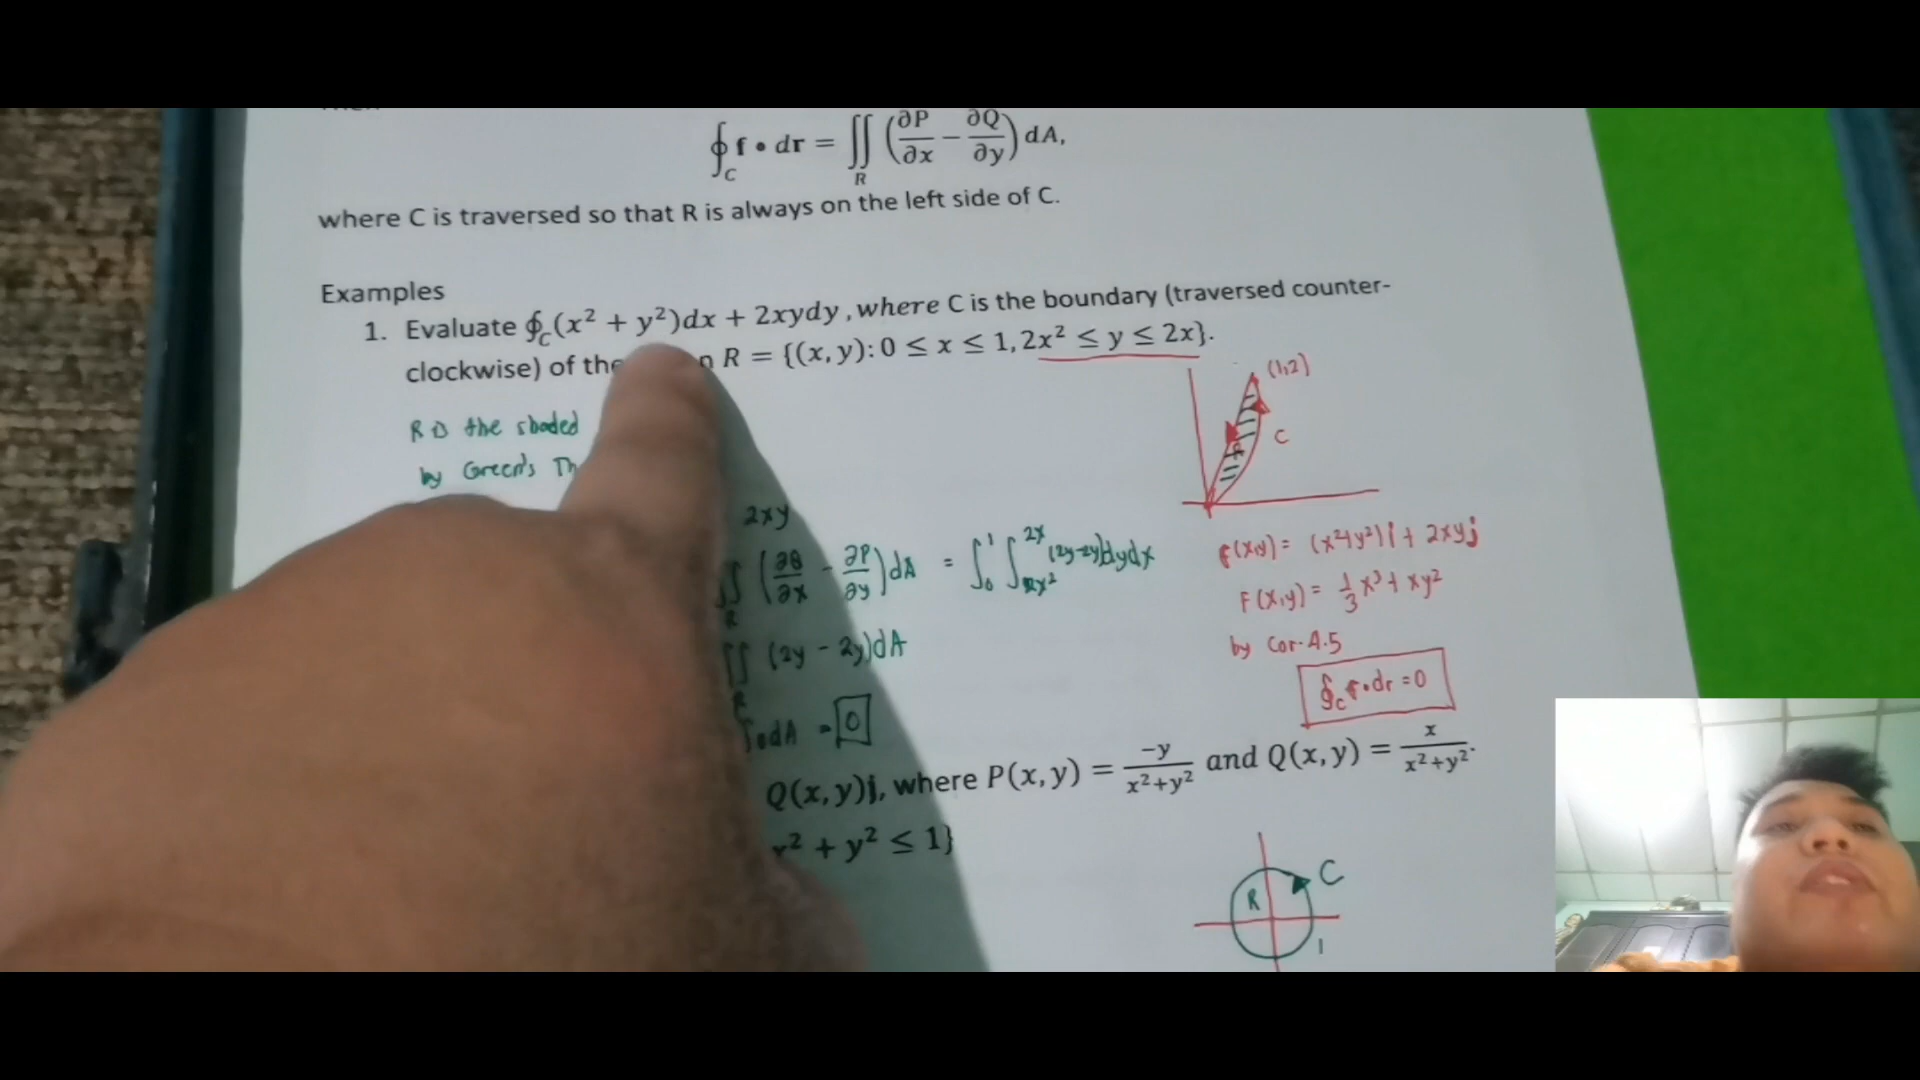 ∮_C f • dr = ∬_R (∂P/∂x − ∂Q/∂y) dA,
where C is traversed so that R is always on the left side of C.
Examples
1. Evaluate ∮_C (x² + y²)dx + 2xydy, where C is the boundary (traversed counter-
clockwise) of the R = {(x, y): 0 ≤ x ≤ 1, 2x² ≤ y ≤ 2x}.
(1,2)
C
R is the shaded
by Green's Th
2xy
∬_R (∂Q/∂x − ∂P/∂y)dA = ∫₀¹ ∫ 2x (2y-2y)dydx
∬_R (2y − 2y)dA
0dA = 0
f(x,y) = (x²+y²)i + 2xyj
F(x,y) = 1/3 x³ + xy²
by Cor. 4.5
∮_C f•dr = 0
Q(x, y)j, where P(x, y) = −y/(x²+y²) and Q(x, y) = x/(x²+y²).
x² + y² ≤ 1}
C
R
1